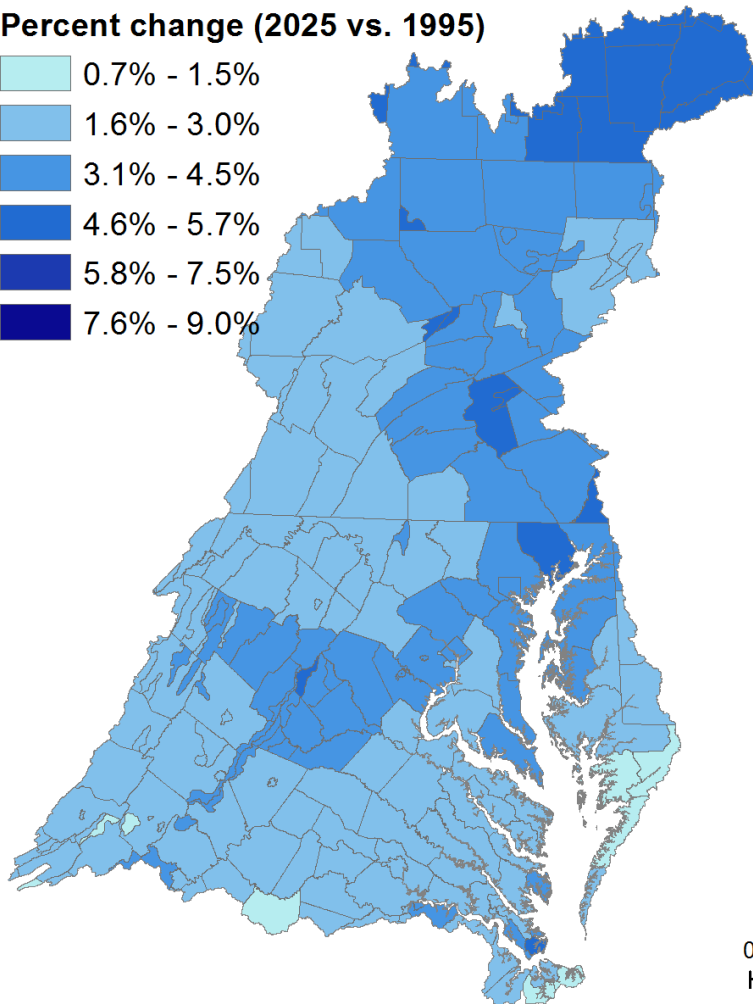 Percent change (2025 vs. 1995)
0.7% - 1.5%
1.6% - 3.0%
3.1% - 4.5%
4.6% - 5.7%
5.8% - 7.5%
7.6% - 9.0%
0